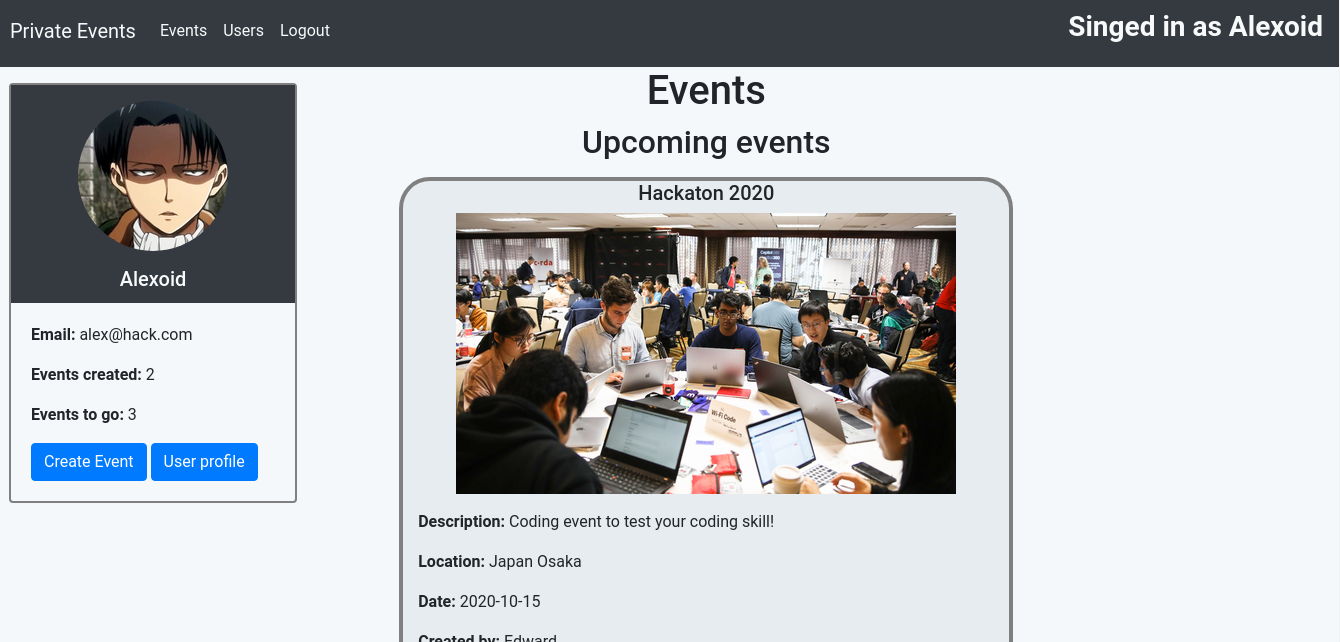 Private Events Events Users Logout
Singed in as Alexoid
Alexoid
Email: alex@hack.com
Events created: 2
Events to go: 3
Create Event User profile
Events
Upcoming events
Hackaton 2020
c·rda
Wi-Fi Code
Description: Coding event to test your coding skill!
Location: Japan Osaka
Date: 2020-10-15
Created by: Edward